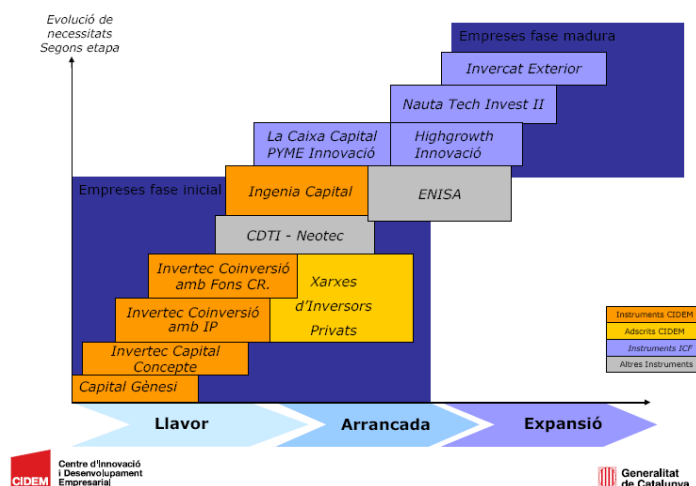 Evolució de
necessitats
Segons etapa
Empreses fase madura
Invercat Exterior
Nauta Tech Invest II
La Caixa Capital
PYME Innovació
Highgrowth
Innovació
Empreses fase inicial
Ingenia Capital
ENISA
CDTI - Neotec
Invertec Coinversió
amb Fons CR.
Xarxes
d'Inversors
Privats
Invertec Coinversió
amb IP
Invertec Capital
Concepte
Capital Gènesi
Instruments CIDEM
Adscrits CIDEM
Instruments ICF
Altres Instruments
Llavor
Arrancada
Expansió
CIDEM
Centre d'Innovació
i Desenvolupament
Empresarial
Generalitat
de Catalunya